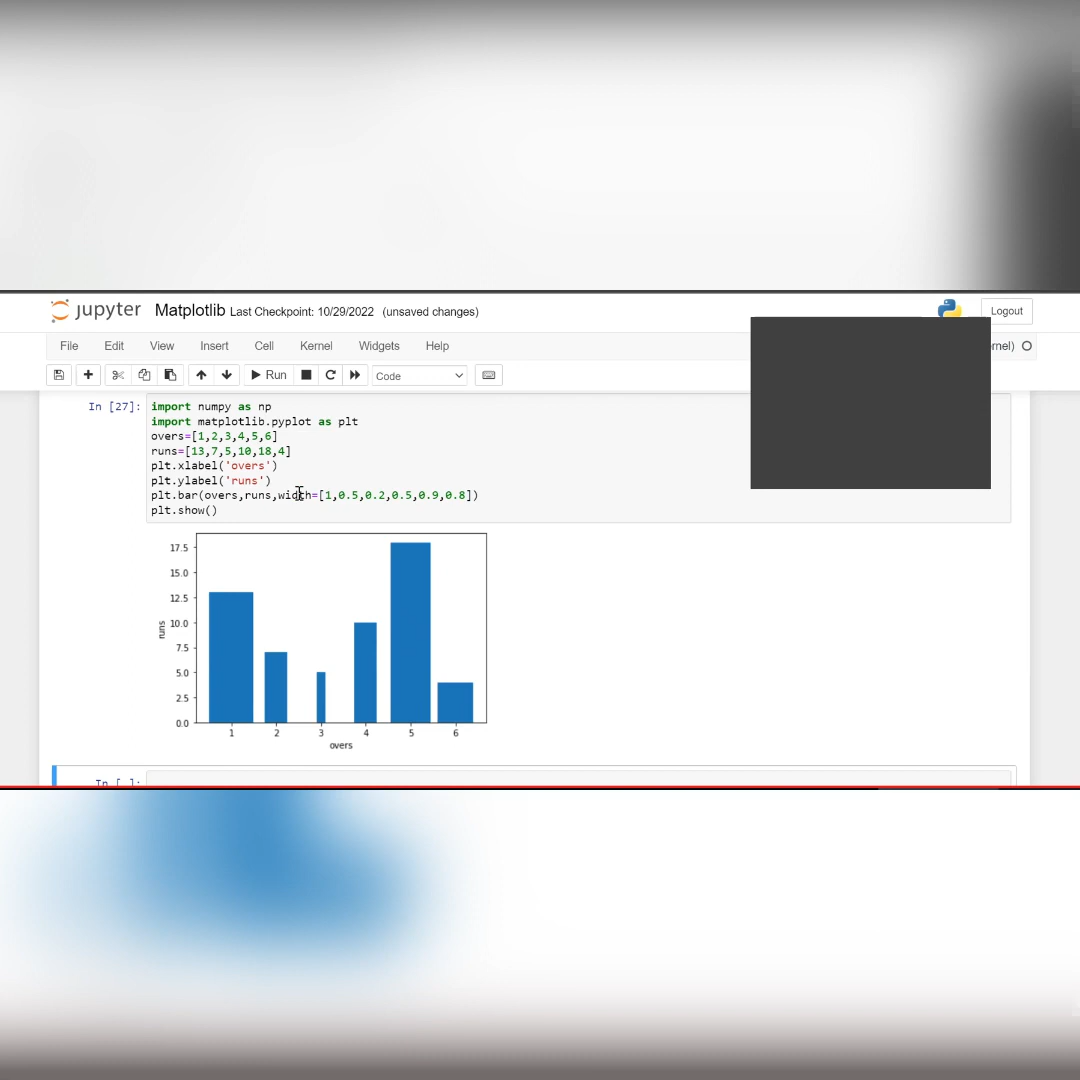 jupyter Matplotlib Last Checkpoint: 10/29/2022 (unsaved changes) Logout
File Edit View Insert Cell Kernel Widgets Help rnel)
Run Code
In [27]: import numpy as np
import matplotlib.pyplot as plt
overs=[1,2,3,4,5,6]
runs=[13,7,5,10,18,4]
plt.xlabel('overs')
plt.ylabel('runs')
plt.bar(overs,runs,width=[1,0.5,0.2,0.5,0.9,0.8])
plt.show()
17.5
15.0
12.5
10.0
7.5
5.0
2.5
0.0
runs
1 2 3 4 5 6
overs
In [ ]: